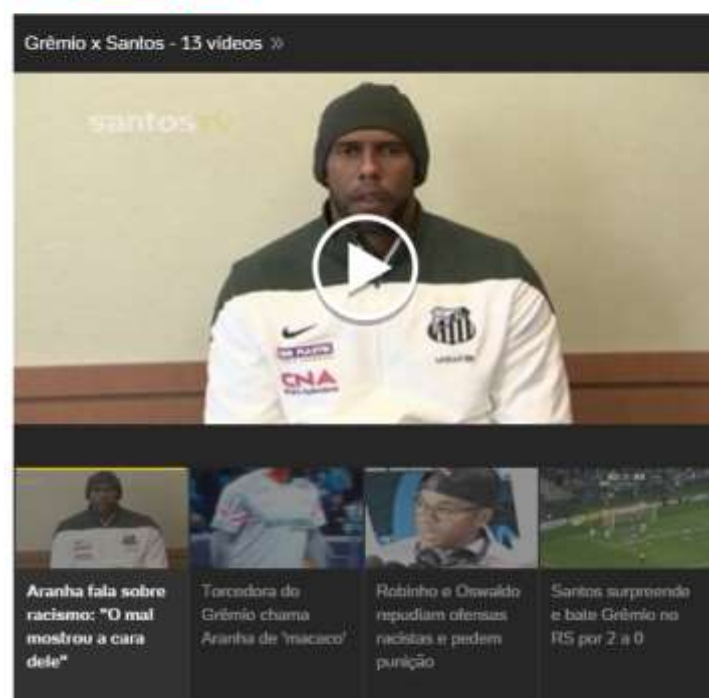 Grêmio x Santos - 13 vídeos »
santos tv
CNA
Aranha fala sobre
racismo: "O mal
mostrou a cara
dele"
Torcedora do
Grêmio chama
Aranha de 'macaco'
Robinho e Oswaldo
repudiam ofensas
racistas e pedem
punição
Santos surpreende
e bate Grêmio no
RS por 2 a 0